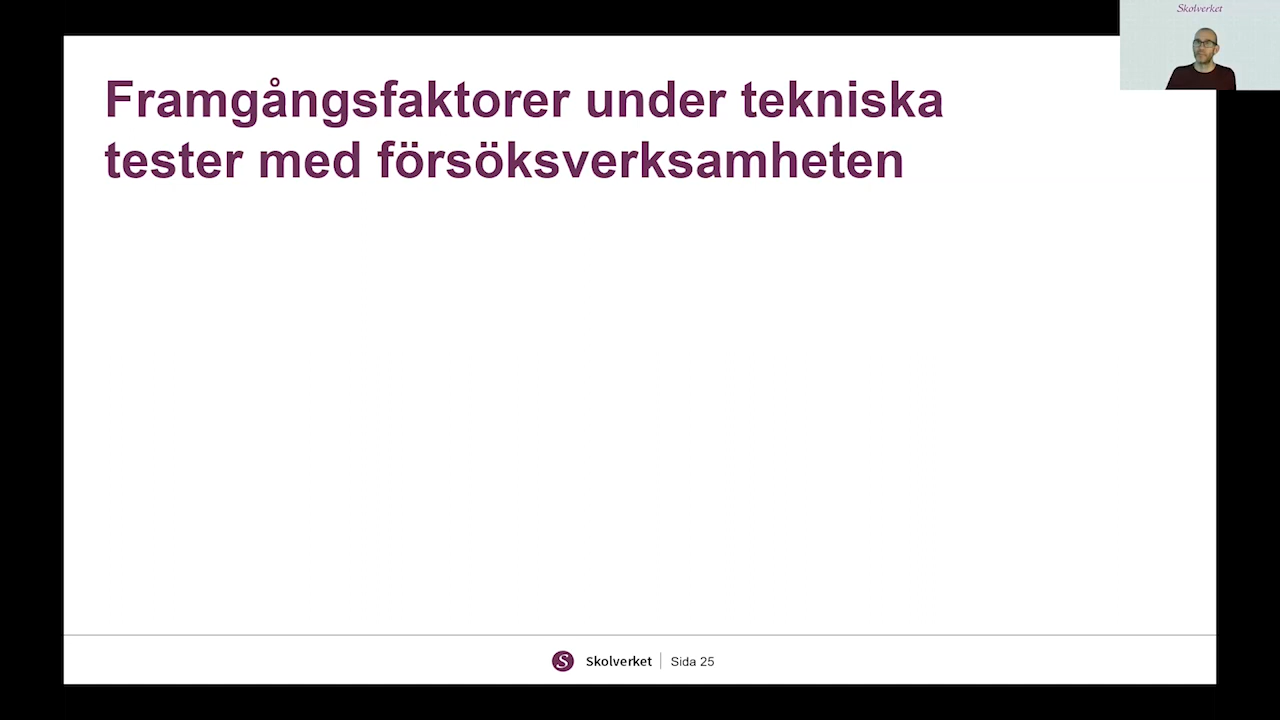 Skolverket
Framgångsfaktorer under tekniska
tester med försöksverksamheten
S Skolverket | Sida 25